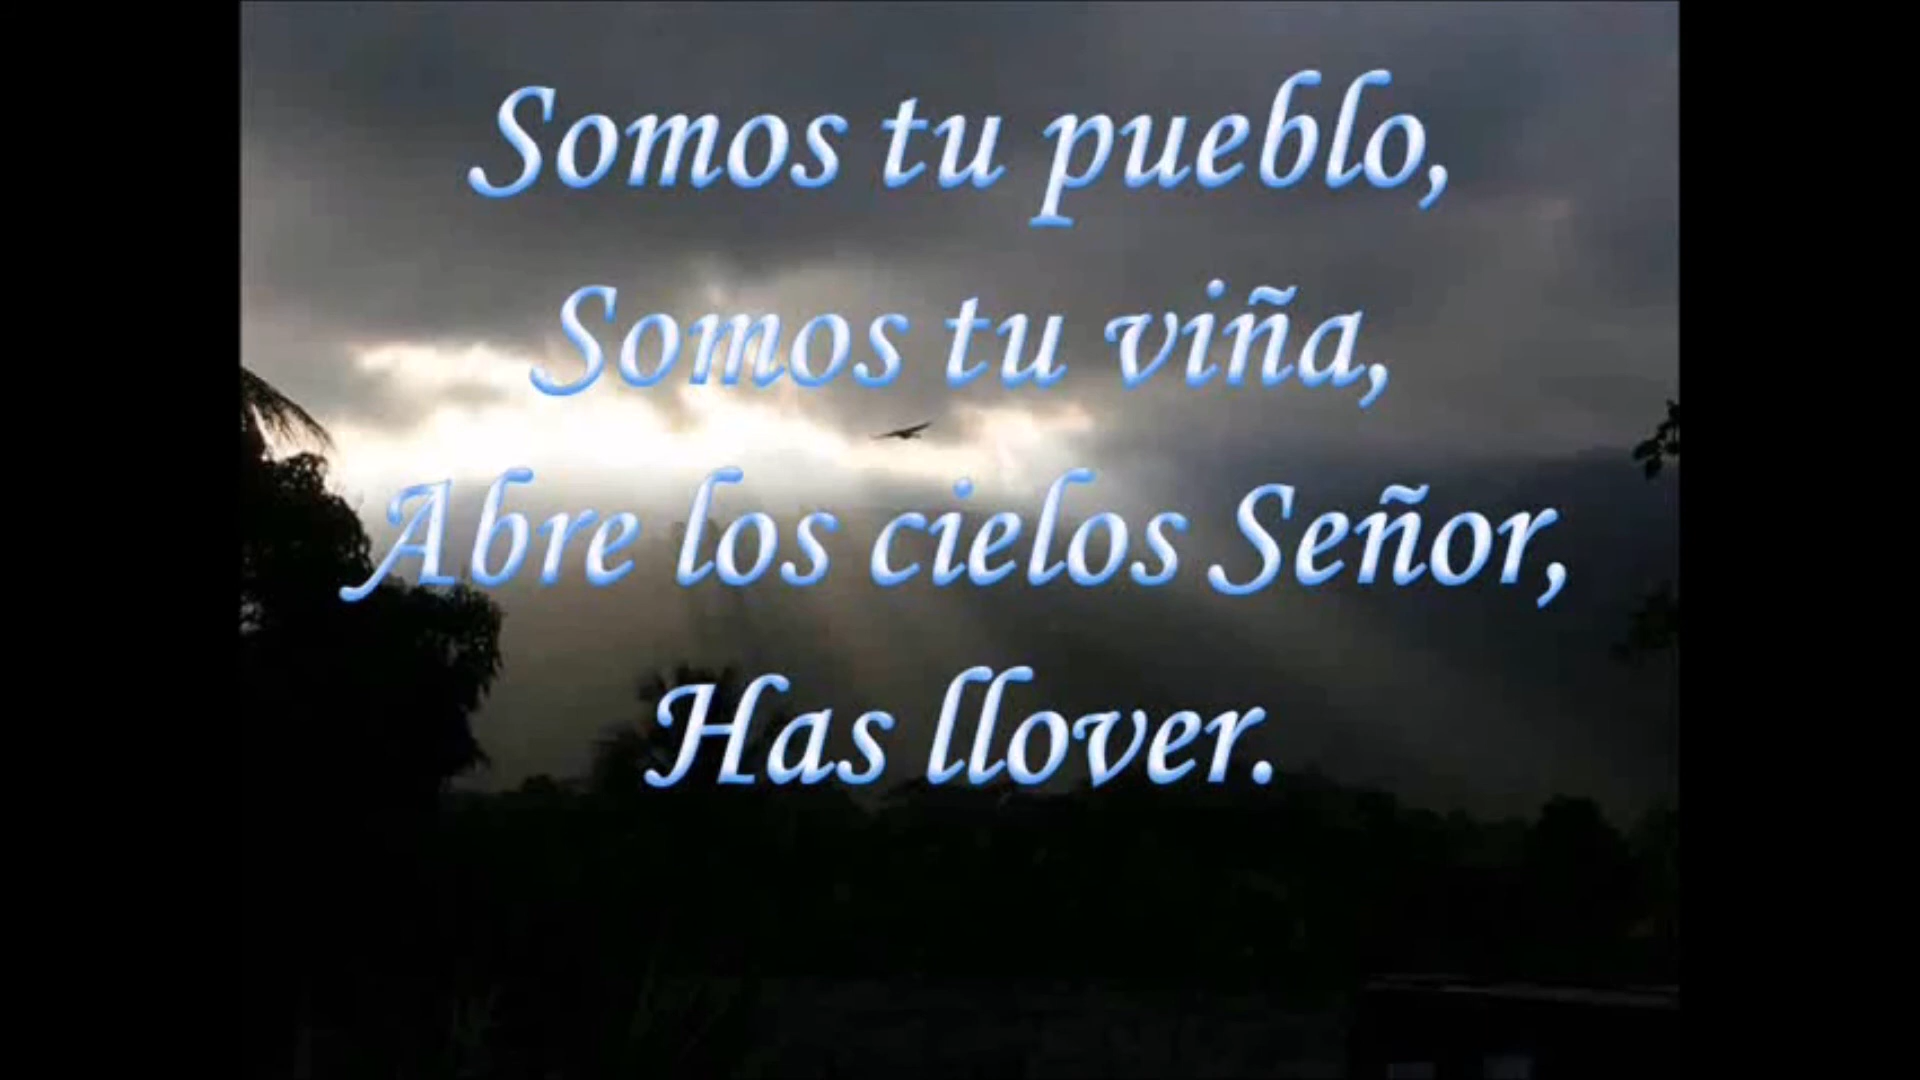 Somos tu pueblo,
Somos tu viña,
Abre los cielos Señor,
Has llover.